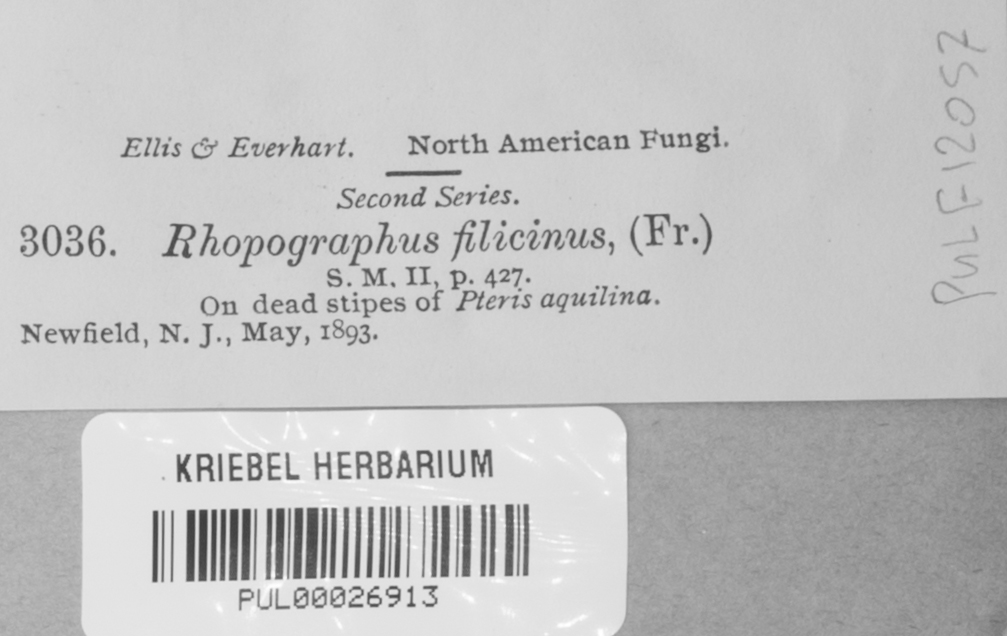 Ellis & Everhart. North American Fungi.
Second Series.
3036. Rhopographus filicinus, (Fr.)
S. M. II, p. 427.
On dead stipes of Pteris aquilina.
Newfield, N. J., May, 1893.
PUL F12057
KRIEBEL HERBARIUM
PUL00026913